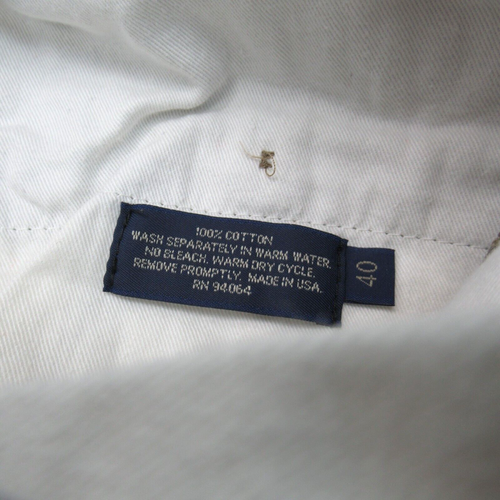 100% COTTON
WASH SEPARATELY IN WARM WATER.
NO BLEACH. WARM DRY CYCLE.
REMOVE PROMPTLY. MADE IN USA.
RN 94064
40